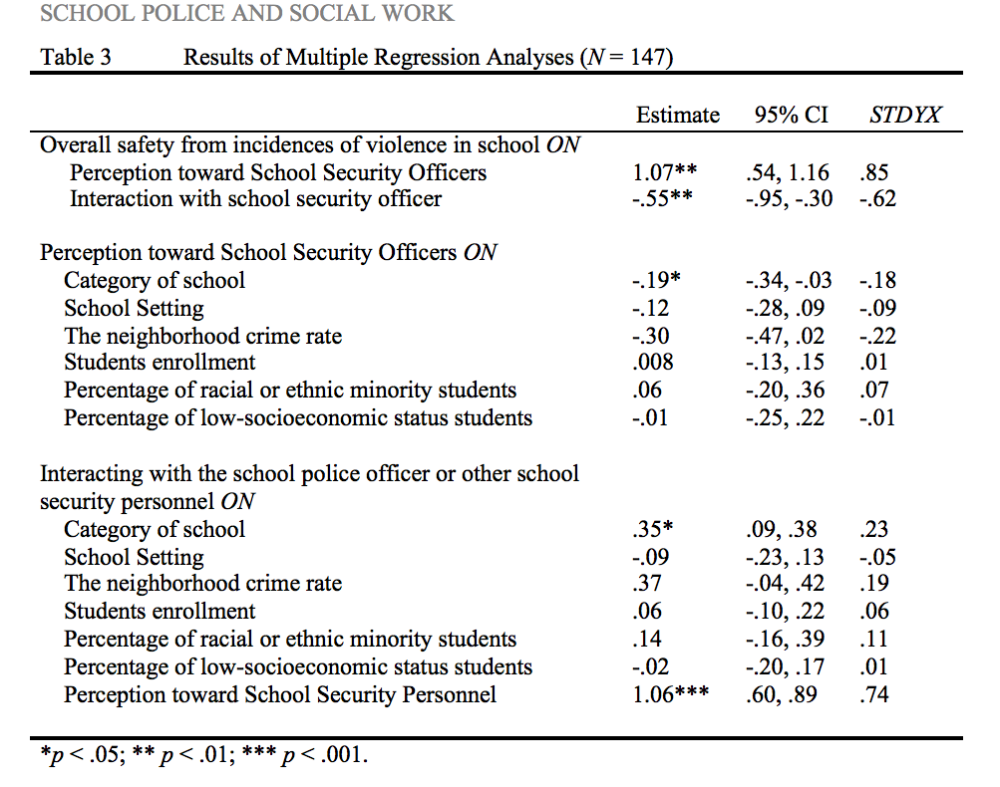 SCHOOL POLICE AND SOCIAL WORK
Table 3 Results of Multiple Regression Analyses (N = 147)
Estimate 95% CI STDYX
Overall safety from incidences of violence in school ON
Perception toward School Security Officers 1.07** .54, 1.16 .85
Interaction with school security officer -.55** -.95, -.30 -.62
Perception toward School Security Officers ON
Category of school -.19* -.34, -.03 -.18
School Setting -.12 -.28, .09 -.09
The neighborhood crime rate -.30 -.47, .02 -.22
Students enrollment .008 -.13, .15 .01
Percentage of racial or ethnic minority students .06 -.20, .36 .07
Percentage of low-socioeconomic status students -.01 -.25, .22 -.01
Interacting with the school police officer or other school
security personnel ON
Category of school .35* .09, .38 .23
School Setting -.09 -.23, .13 -.05
The neighborhood crime rate .37 -.04, .42 .19
Students enrollment .06 -.10, .22 .06
Percentage of racial or ethnic minority students .14 -.16, .39 .11
Percentage of low-socioeconomic status students -.02 -.20, .17 .01
Perception toward School Security Personnel 1.06*** .60, .89 .74
*p < .05; ** p < .01; *** p < .001.